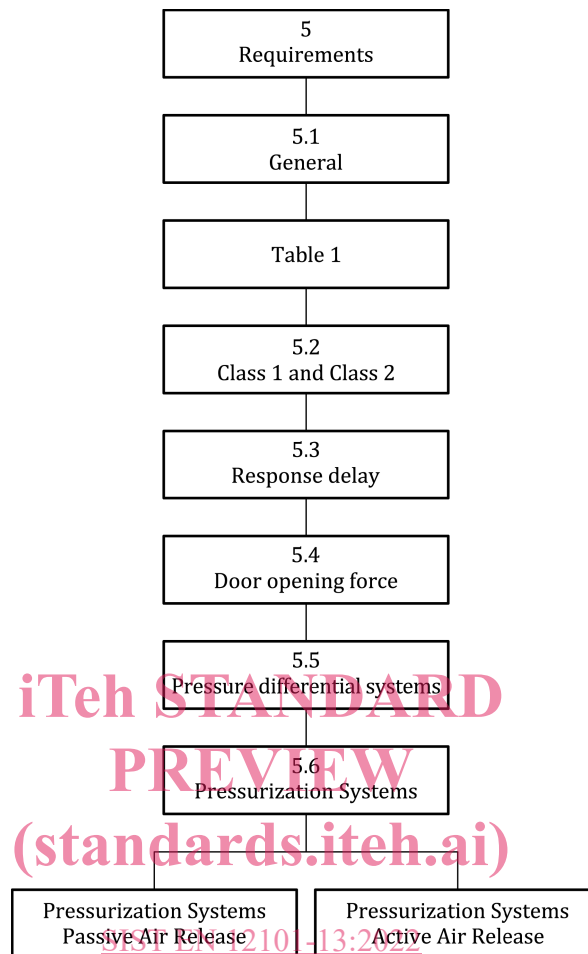 5
Requirements
5.1
General
Table 1
5.2
Class 1 and Class 2
5.3
Response delay
5.4
Door opening force
5.5
Pressure differential systems
iTeh STANDARD
PREVIEW
5.6
Pressurization Systems
(standards.iteh.ai)
Pressurization Systems
Passive Air Release
Pressurization Systems
Active Air Release
SIST EN 12101-13:2022